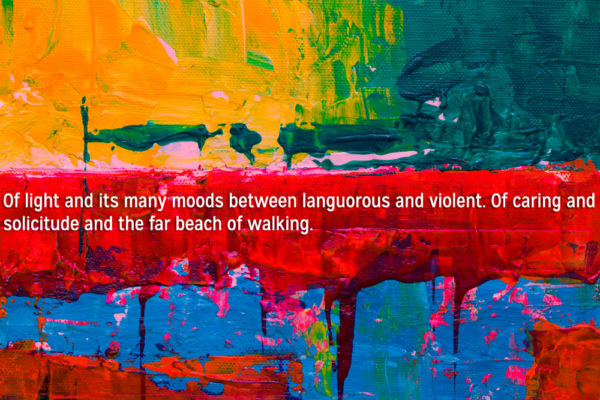 Of light and its many moods between languorous and violent. Of caring and
solicitude and the far beach of walking.